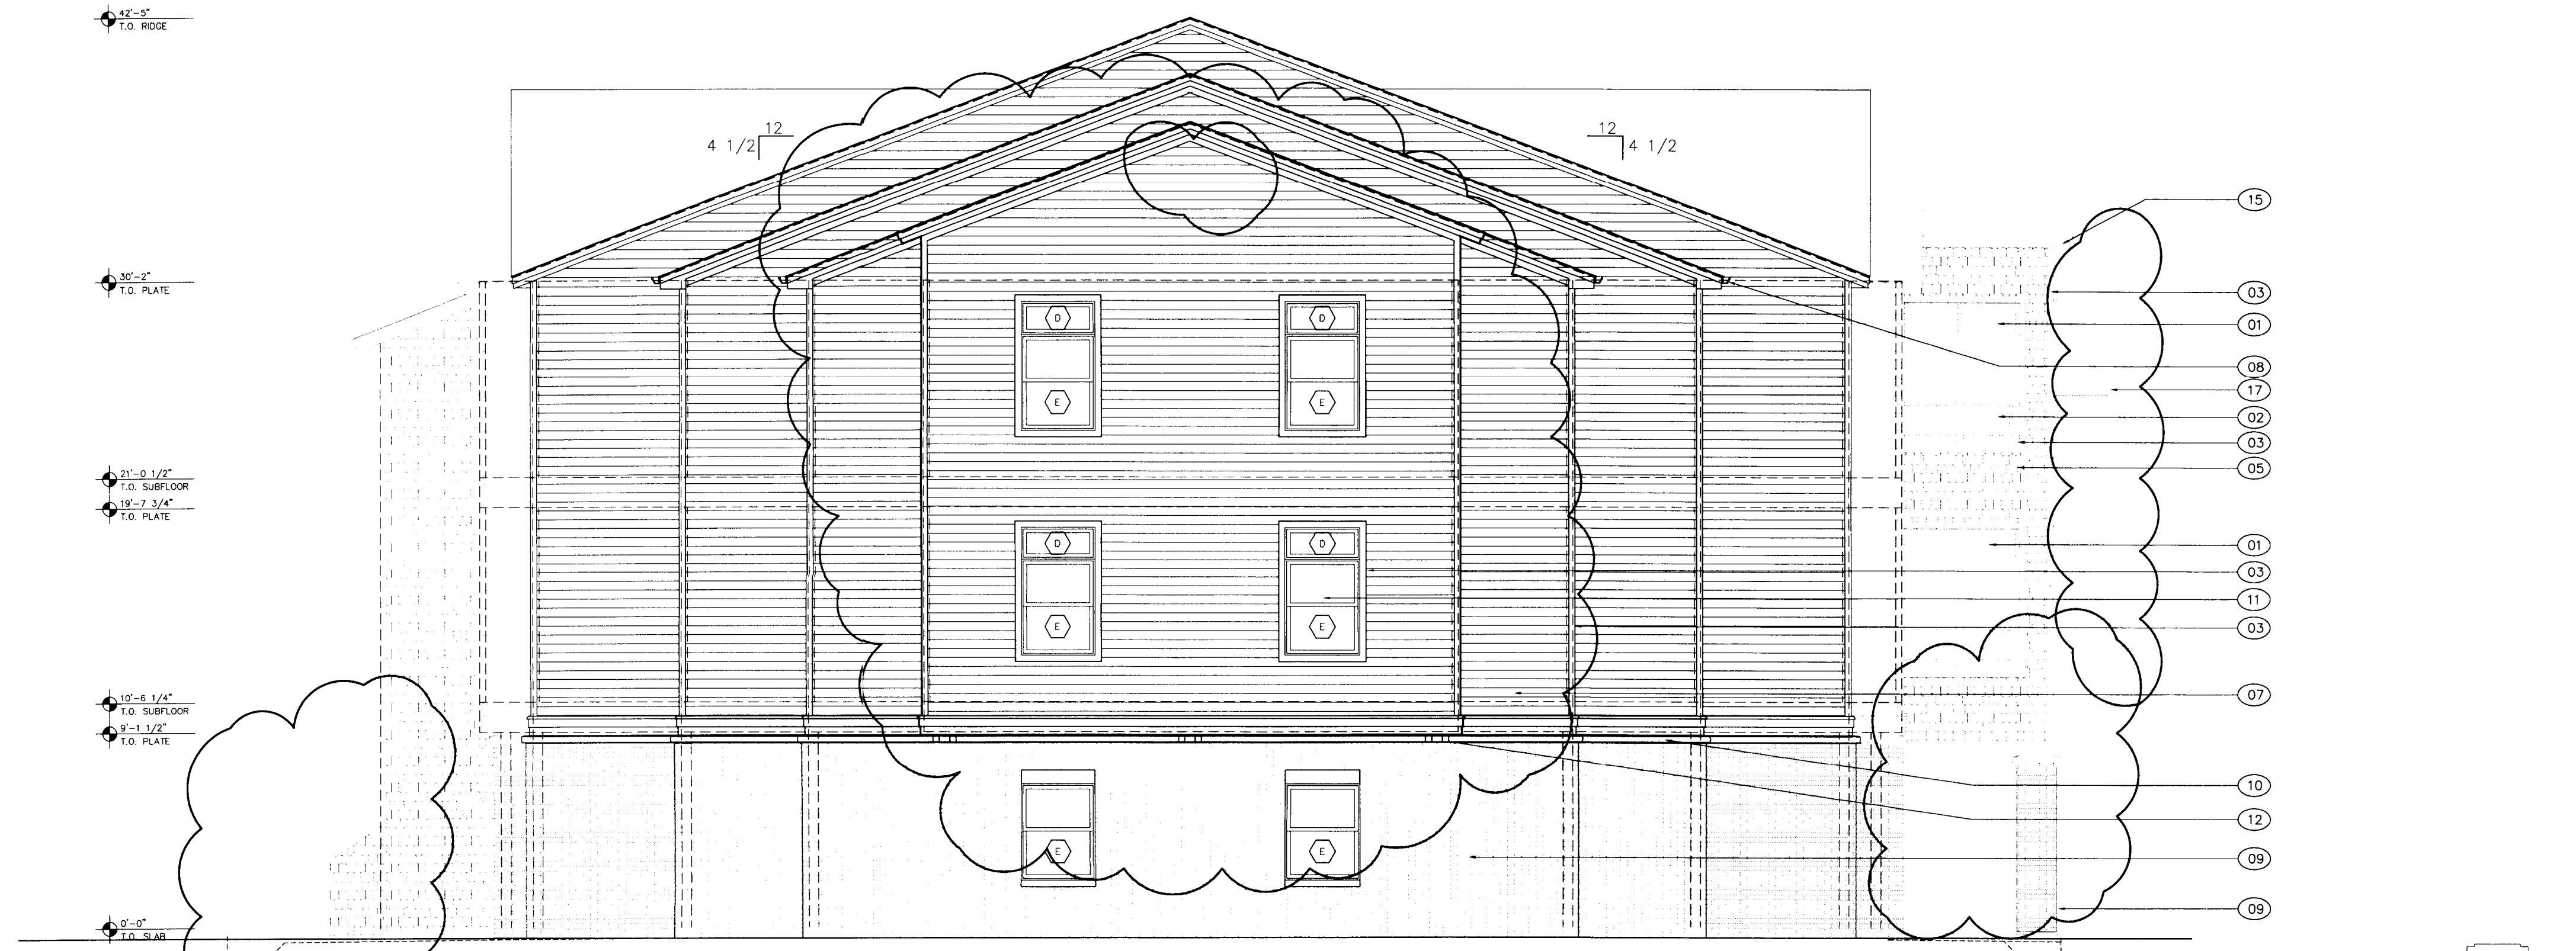 42'-5"
T.O. RIDGE
12
4 1/2
12
4 1/2
15
30'-2"
T.O. PLATE
03
D
D
01
08
17
E
E
02
03
05
21'-0 1/2"
T.O. SUBFLOOR
19'-7 3/4"
T.O. PLATE
D
D
01
03
11
E
E
03
07
10'-6 1/4"
T.O. SUBFLOOR
9'-1 1/2"
T.O. PLATE
10
12
E
E
09
09
0'-0"
T.O. SLAB